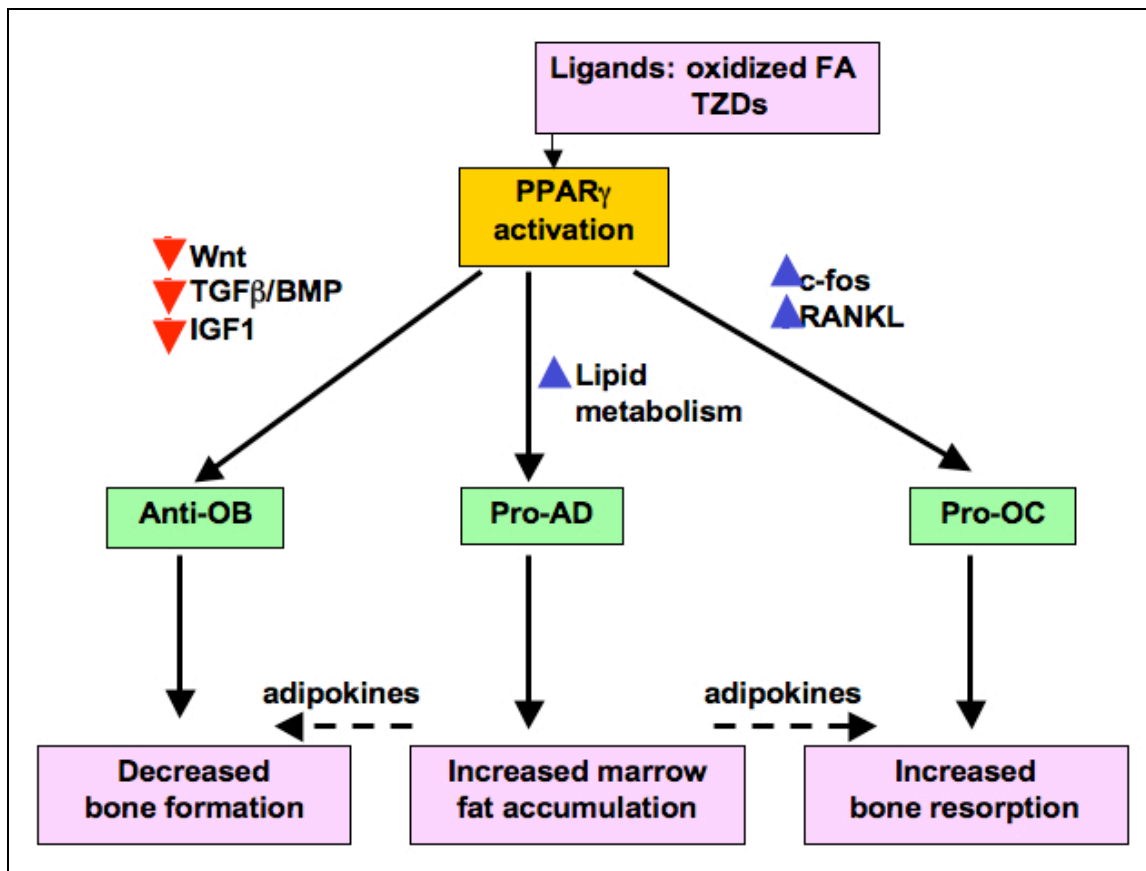 Ligands: oxidized FA
TZDs
PPARγ
activation
Wnt
TGFβ/BMP
IGF1
c-fos
RANKL
Lipid
metabolism
Anti-OB
Pro-AD
Pro-OC
adipokines
adipokines
Decreased
bone formation
Increased marrow
fat accumulation
Increased
bone resorption